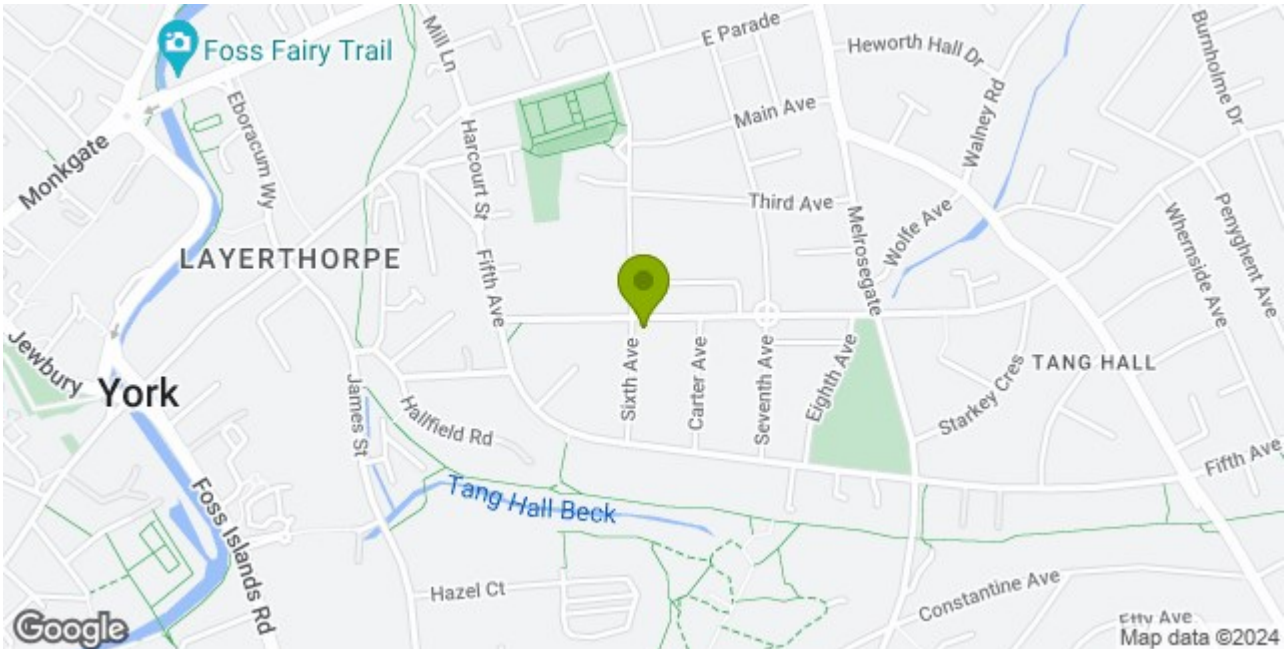 Foss Fairy Trail
Mill Ln
E Parade
Heworth Hall Dr
Burnholme Dr
Eboracum Wy
Monkgate
Harcourt St
Main Ave
Walney Rd
Third Ave
Melrosegate
Wolfe Ave
Whernside Ave
Penyghent Ave
LAYERTHORPE
Fifth Ave
Jewbury
York
James St
Hallfield Rd
Sixth Ave
Carter Ave
Seventh Ave
Eighth Ave
Starkey Cres
TANG HALL
Fifth Ave
Foss Islands Rd
Tang Hall Beck
Hazel Ct
Constantine Ave
Etty Ave
Google
Map data ©2024